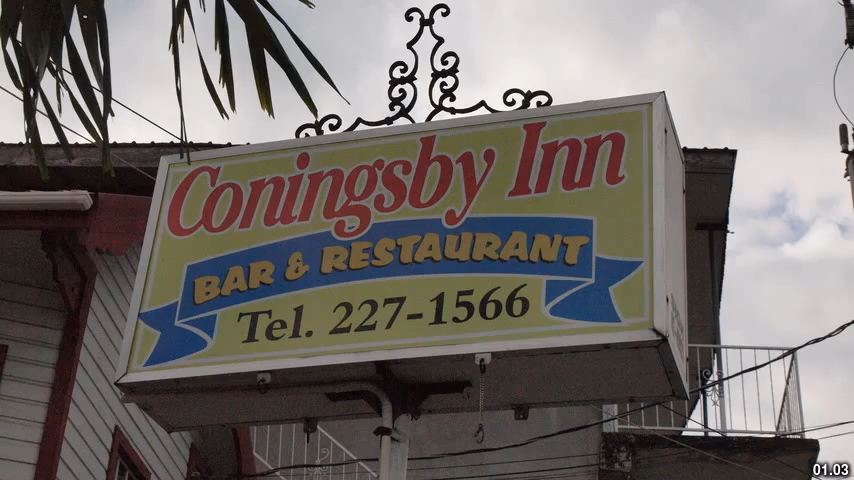 Coningsby Inn
BAR & RESTAURANT
Tel. 227-1566
01.03